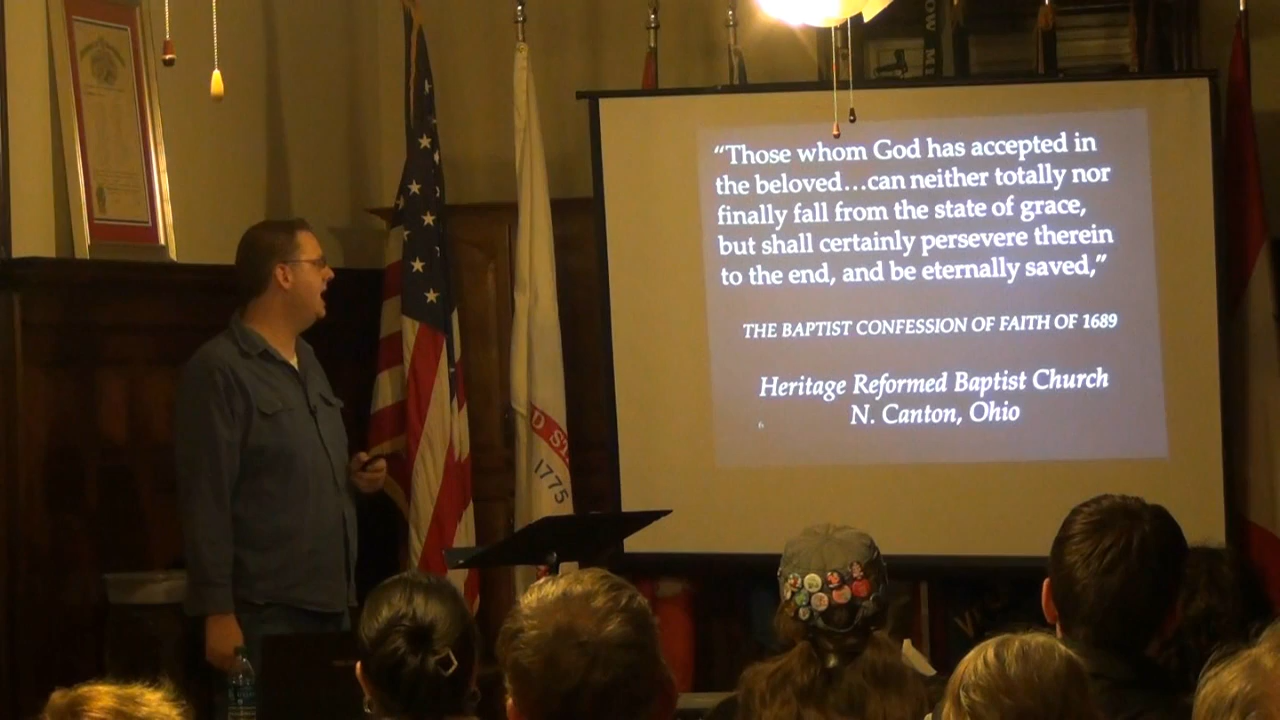 “Those whom God has accepted in
the beloved...can neither totally nor
finally fall from the state of grace,
but shall certainly persevere therein
to the end, and be eternally saved,”
THE BAPTIST CONFESSION OF FAITH OF 1689
Heritage Reformed Baptist Church
N. Canton, Ohio
1775